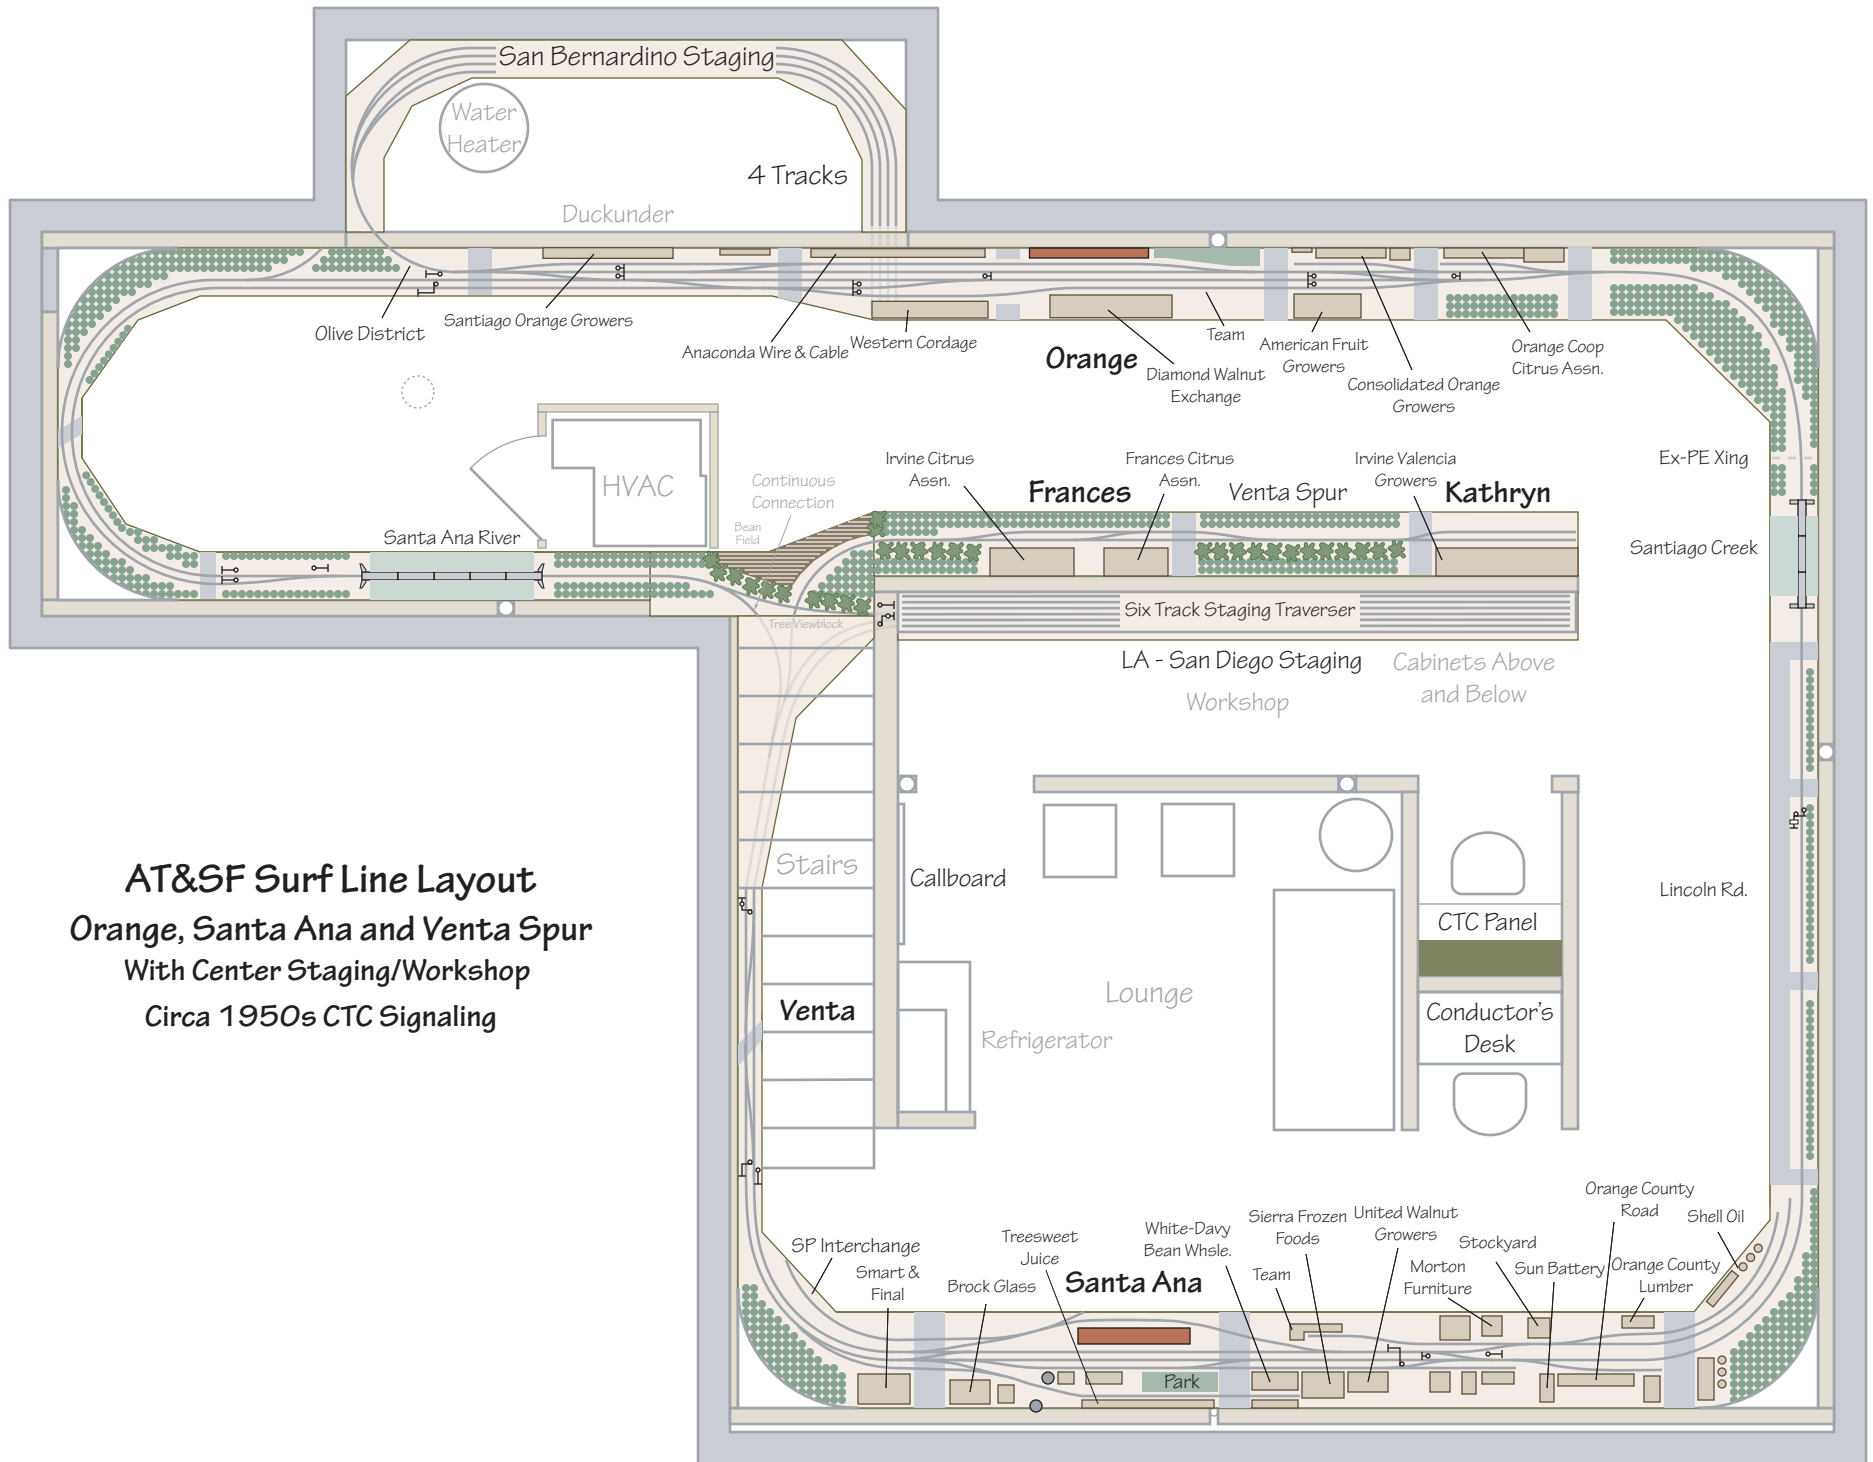 San Bernardino Staging
Water
Heater
4 Tracks
Duckunder
Olive District
Santiago Orange Growers
Anaconda Wire & Cable
Western Cordage
Orange
Diamond Walnut
Exchange
Team
American Fruit
Growers
Consolidated Orange
Growers
Orange Coop
Citrus Assn.
HVAC
Continuous
Connection
Bean
Field
Irvine Citrus
Assn.
Frances
Frances Citrus
Assn.
Venta Spur
Irvine Valencia
Growers
Kathryn
Ex-PE Xing
Santa Ana River
Santiago Creek
Tree Viewblock
Six Track Staging Traverser
LA - San Diego Staging
Workshop
Cabinets Above
and Below
Stairs
Callboard
Lincoln Rd.
CTC Panel
AT&SF Surf Line Layout
Orange, Santa Ana and Venta Spur
With Center Staging/Workshop
Circa 1950s CTC Signaling
Venta
Lounge
Refrigerator
Conductor's
Desk
SP Interchange
Smart &
Final
Brock Glass
Treesweet
Juice
Santa Ana
White-Davy
Bean Whsle.
Team
Sierra Frozen
Foods
United Walnut
Growers
Morton
Furniture
Stockyard
Sun Battery
Orange County
Road
Orange County
Lumber
Shell Oil
Park